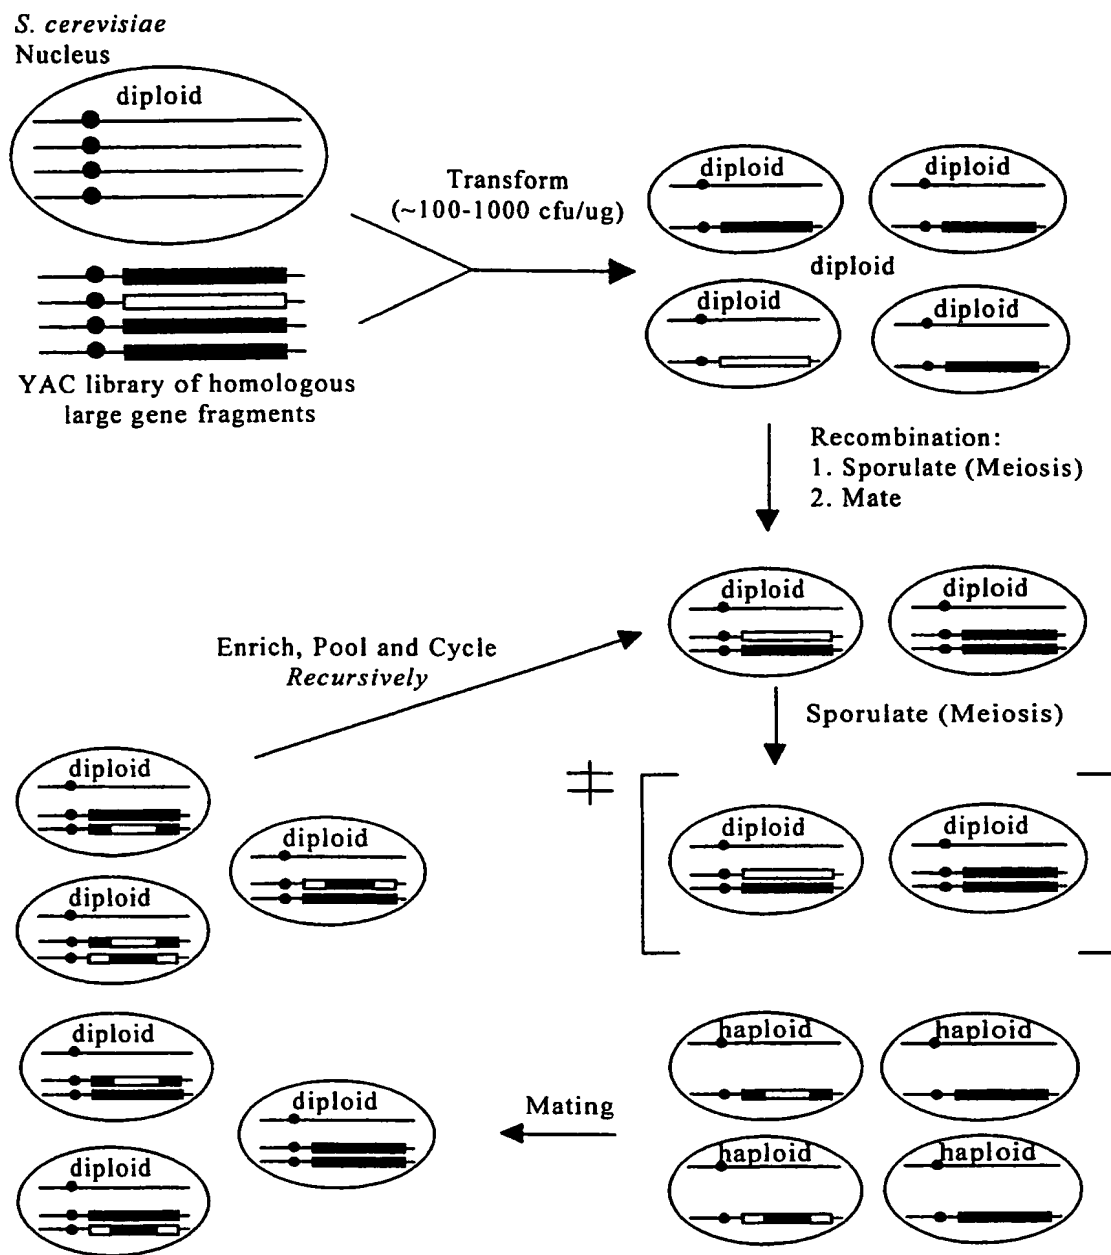 S. cerevisiae
Nucleus
diploid
YAC library of homologous
large gene fragments
Transform
(~100-1000 cfu/ug)
diploid
diploid
diploid
diploid
diploid
Recombination:
1. Sporulate (Meiosis)
2. Mate
diploid
diploid
Enrich, Pool and Cycle
Recursively
Sporulate (Meiosis)
diploid
diploid
haploid
haploid
haploid
haploid
Mating
diploid
diploid
diploid
diploid
diploid
diploid